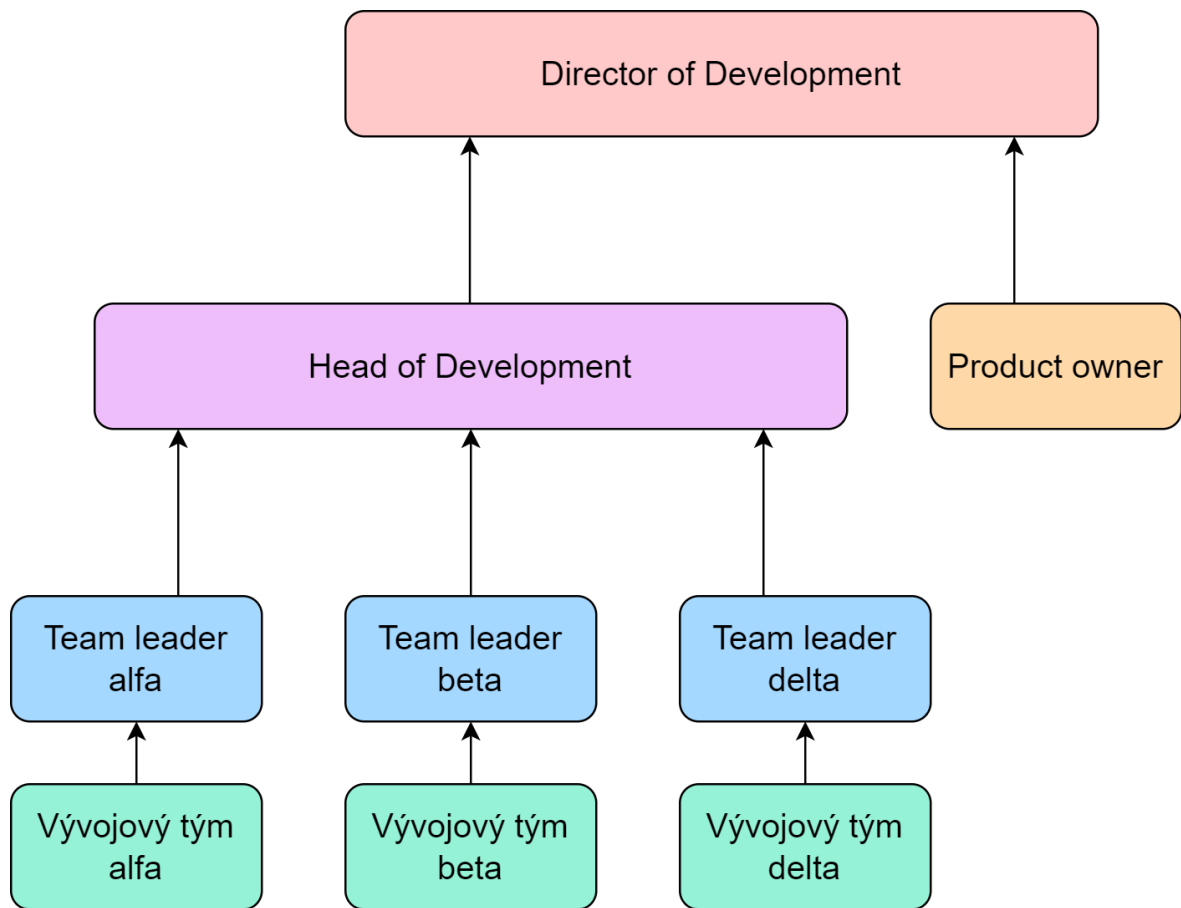 Director of Development
Head of Development
Product owner
Team leader
alfa
Team leader
beta
Team leader
delta
Vývojový tým
alfa
Vývojový tým
beta
Vývojový tým
delta